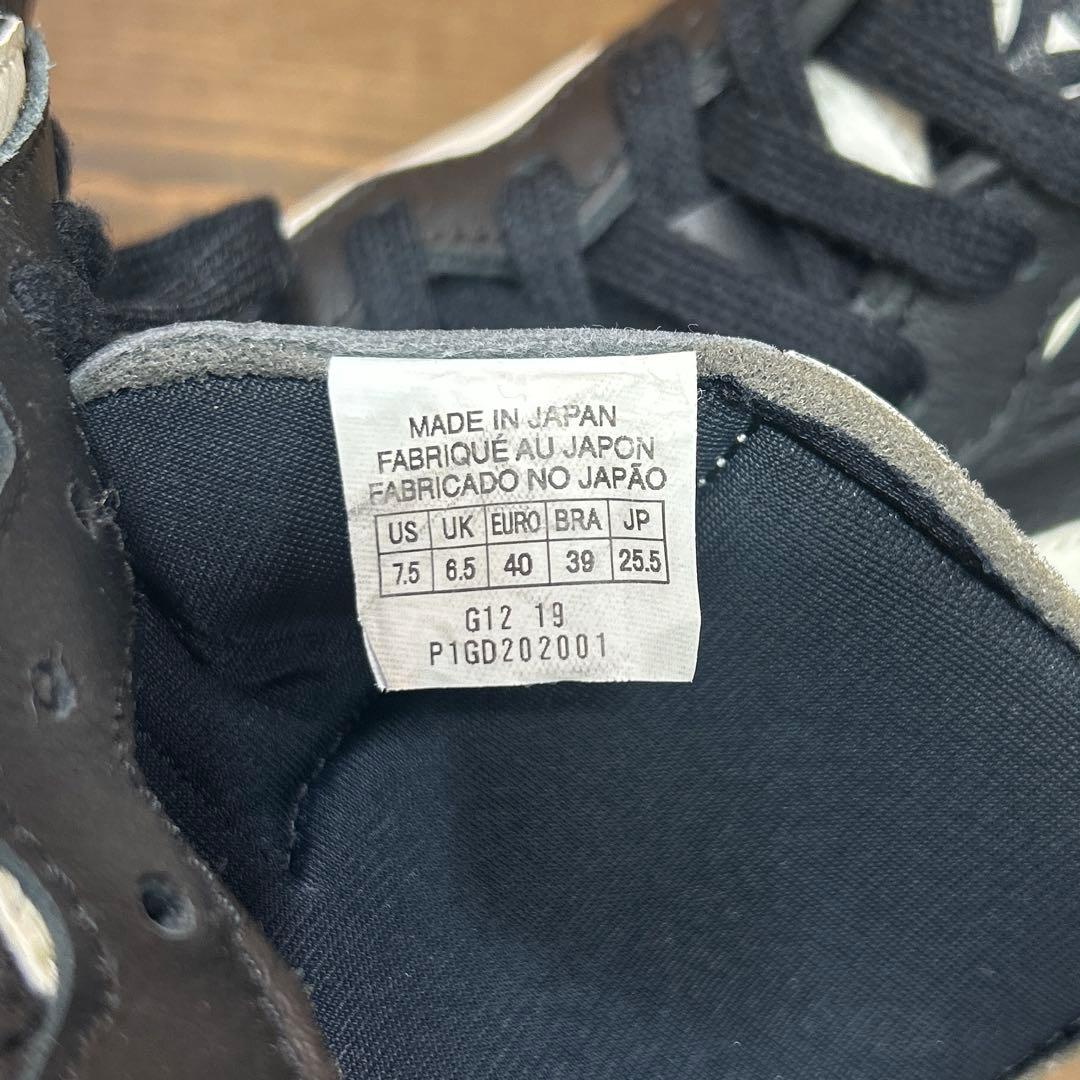 MADE IN JAPAN
FABRIQUÉ AU JAPON
FABRICADO NO JAPÃO
US UK EURO BRA JP
7.5 6.5 40 39 25.5
G12 19
P1GD202001